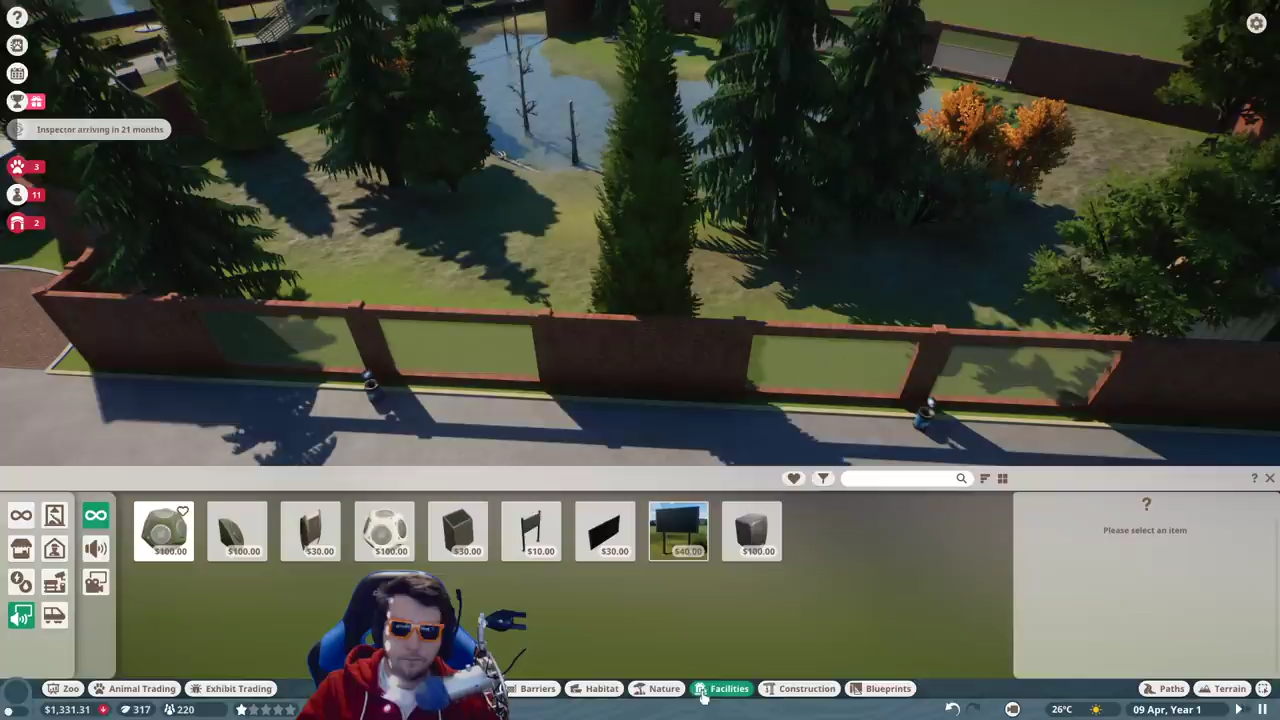 ?
Inspector arriving in 21 months
3
11
2
? 
$100.00 $100.00 $30.00 $100.00 $30.00 $10.00 $30.00 $40.00 $100.00
?
Please select an item
Zoo Animal Trading Exhibit Trading Barriers Habitat Nature Facilities Construction Blueprints Paths Terrain
$1,331.31 317 220 26°C 09 Apr, Year 1